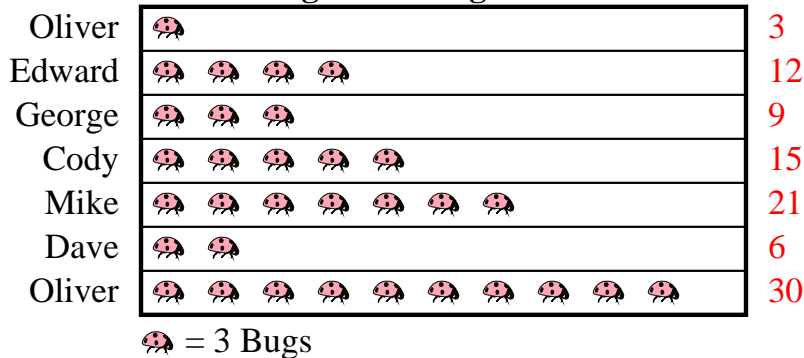 Oliver 3
Edward 12
George 9
Cody 15
Mike 21
Dave 6
Oliver 30
= 3 Bugs